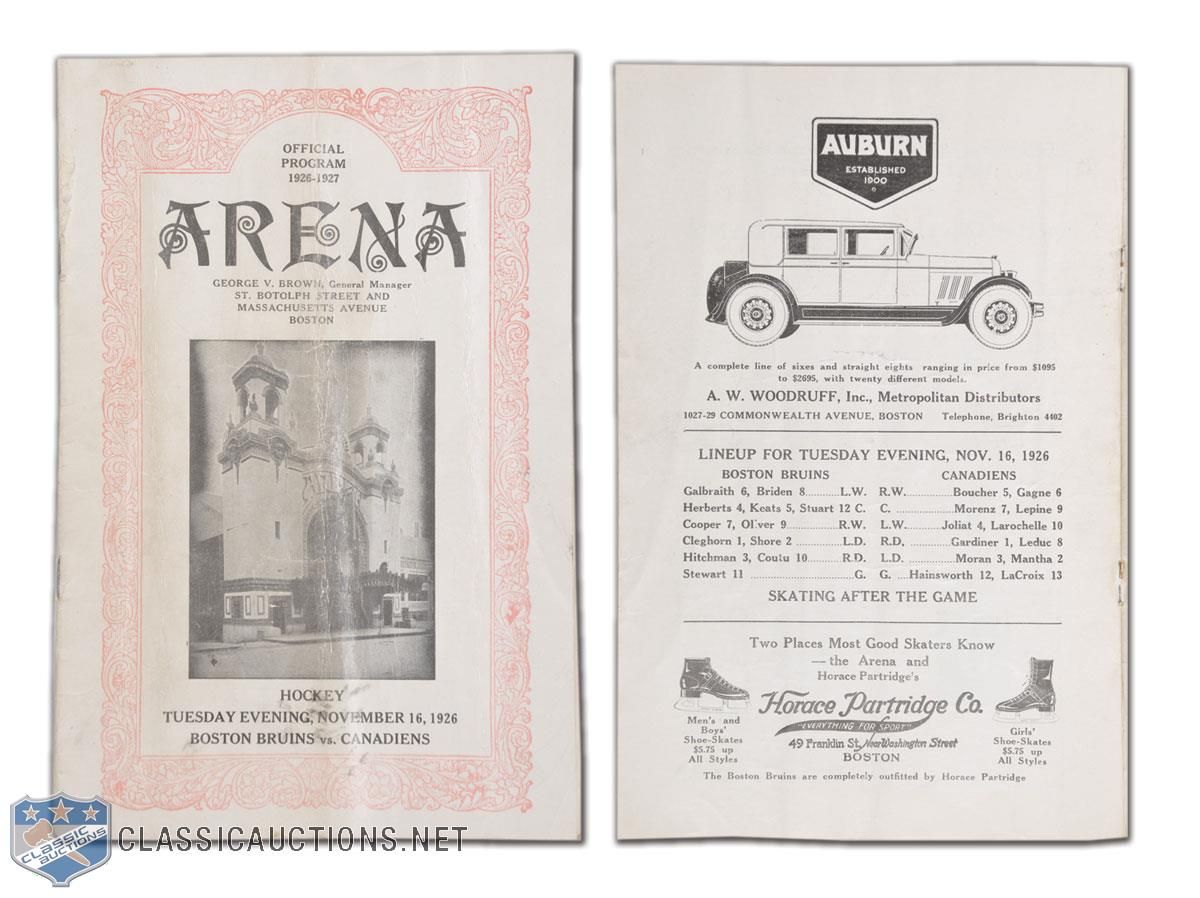 OFFICIAL
PROGRAM
1926-1927
ARENA
GEORGE V. BROWN, General Manager
ST. BOTOLPH STREET AND
MASSACHUSETTS AVENUE
BOSTON
HOCKEY
TUESDAY EVENING, NOVEMBER 16, 1926
BOSTON BRUINS vs. CANADIENS
AUBURN
ESTABLISHED
1900
A complete line of sixes and straight eights ranging in price from $1095
to $2695, with twenty different models.
A. W. WOODRUFF, Inc., Metropolitan Distributors
1027-29 COMMONWEALTH AVENUE, BOSTON Telephone, Brighton 4402
LINEUP FOR TUESDAY EVENING, NOV. 16, 1926
BOSTON BRUINS CANADIENS
Galbraith 6, Briden 8..........L.W. R.W...............Boucher 5, Gagne 6
Herberts 4, Keats 5, Stuart 12 C. C. ...............Morenz 7, Lepine 9
Cooper 7, Oliver 9...............R.W. L.W..........Joliat 4, Larochelle 10
Cleghorn 1, Shore 2 ..............L.D. R.D. ...........Gardiner 1, Leduc 8
Hitchman 3, Coutu 10..........R.D. L.D. ...............Moran 3, Mantha 2
Stewart 11 ..............................G. G. ....Hainsworth 12, LaCroix 13
SKATING AFTER THE GAME
Two Places Most Good Skaters Know
— the Arena and
Horace Partridge's
Horace Partridge Co.
"EVERYTHING FOR SPORT"
49 Franklin St., Near Washington Street
BOSTON
Men's and
Boys'
Shoe-Skates
$5.75 up
All Styles
Girls'
Shoe-Skates
$5.75 up
All Styles
The Boston Bruins are completely outfitted by Horace Partridge
CLASSIC
AUCTIONS
CLASSICAUCTIONS.NET